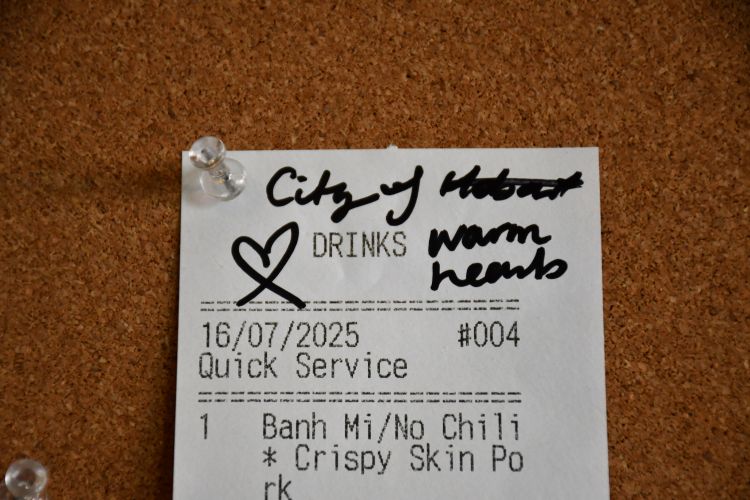 City of Hobart
DRINKS warm
hearts
16/07/2025 #004
Quick Service
1 Banh Mi/No Chili
* Crispy Skin Po
rk